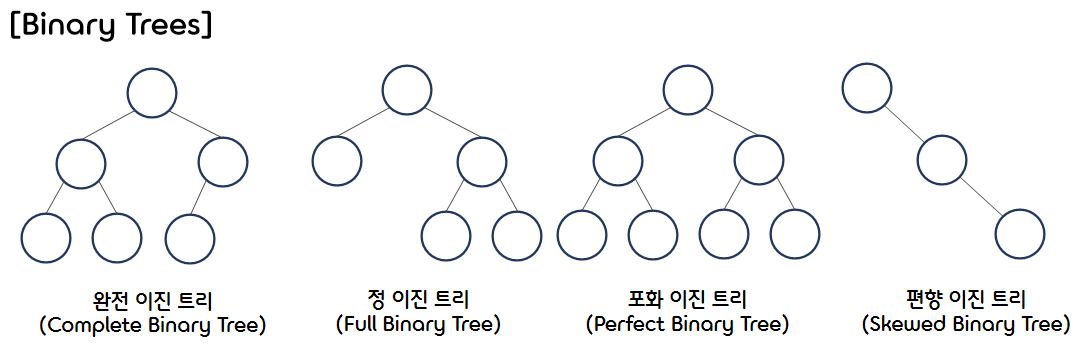 [Binary Trees]
완전 이진 트리
(Complete Binary Tree)
정 이진 트리
(Full Binary Tree)
포화 이진 트리
(Perfect Binary Tree)
편향 이진 트리
(Skewed Binary Tree)